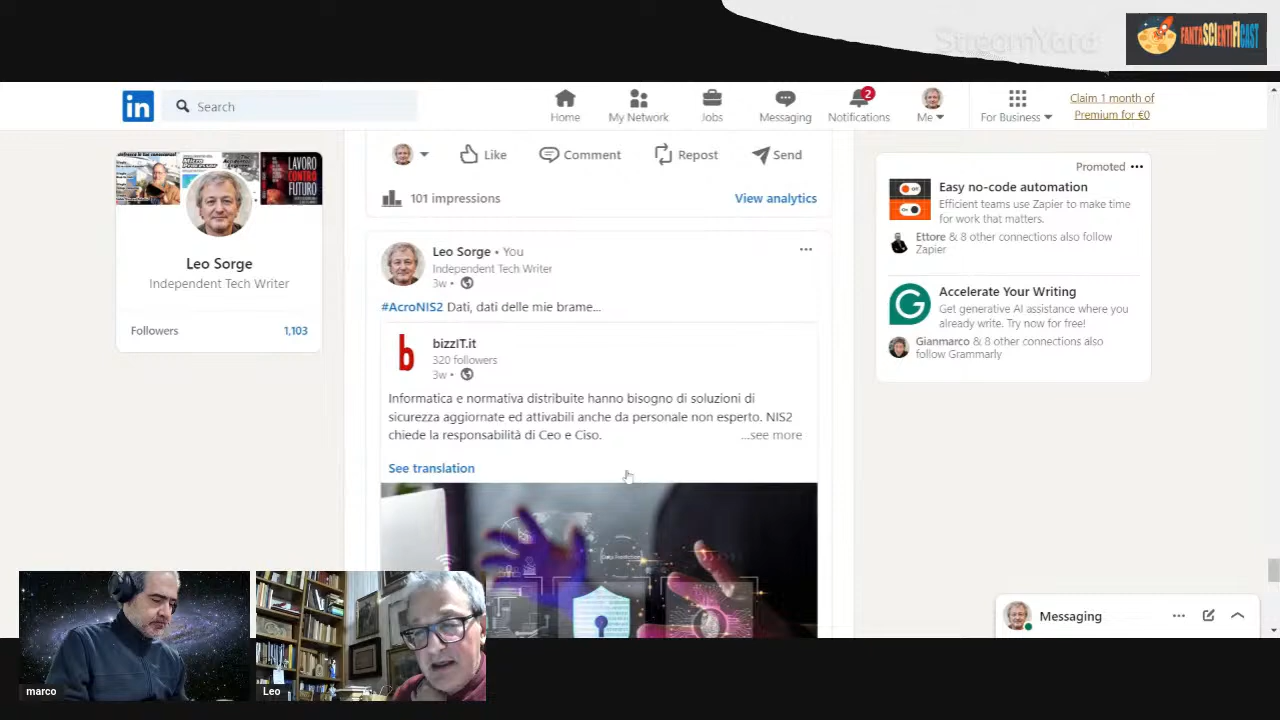 StreamYard
FANTASCIENTIFICAST
in
Search
Home
My Network
Jobs
Messaging
2
Notifications
Me
For Business
Claim 1 month of
Premium for €0
Like
Comment
Repost
Send
101 impressions
View analytics
LAVORO
CONTRO
FUTURO
Leo Sorge
Independent Tech Writer
Followers
1,103
Leo Sorge • You
Independent Tech Writer
3w •
#AcroNIS2 Dati, dati delle mie brame...
b
bizzIT.it
320 followers
3w •
Informatica e normativa distribuite hanno bisogno di soluzioni di
sicurezza aggiornate ed attivabili anche da personale non esperto. NIS2
chiede la responsabilità di Ceo e Ciso.
...see more
See translation
Promoted
Easy no-code automation
Efficient teams use Zapier to make time
for work that matters.
Ettore & 8 other connections also follow
Zapier
Accelerate Your Writing
Get generative AI assistance where you
already write. Try now for free!
Gianmarco & 8 other connections also
follow Grammarly
Messaging
marco
Leo